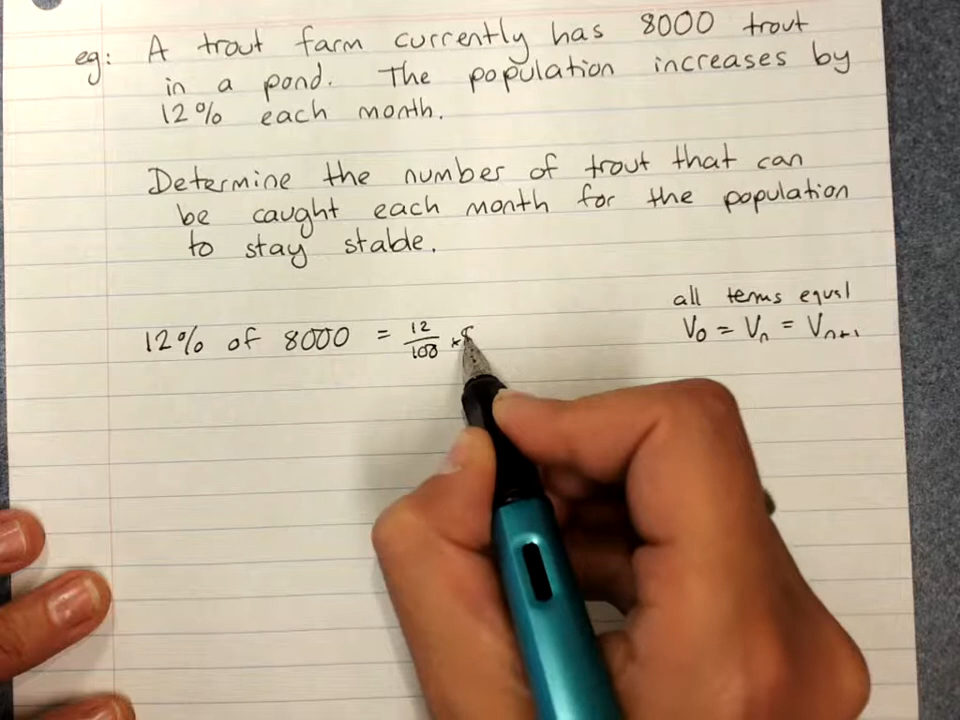 eg: A trout farm currently has 8000 trout
in a pond. The population increases by
12% each month.
Determine the number of trout that can
be caught each month for the population
to stay stable.
all terms equal
V₀ = Vₙ = Vₙ₊₁
12% of 8000 = 12/100 × 8